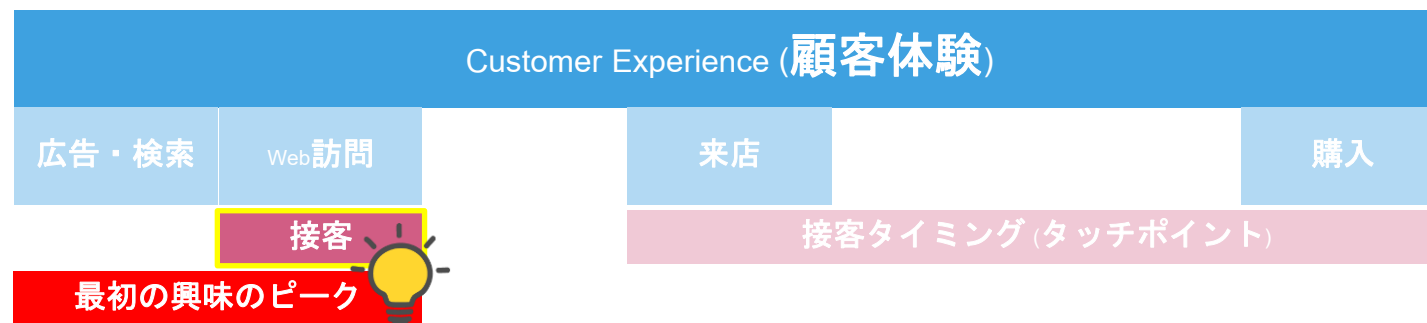 Customer Experience (顧客体験)
広告・検索 Web訪問 来店 購入
接客 接客タイミング (タッチポイント)
最初の興味のピーク